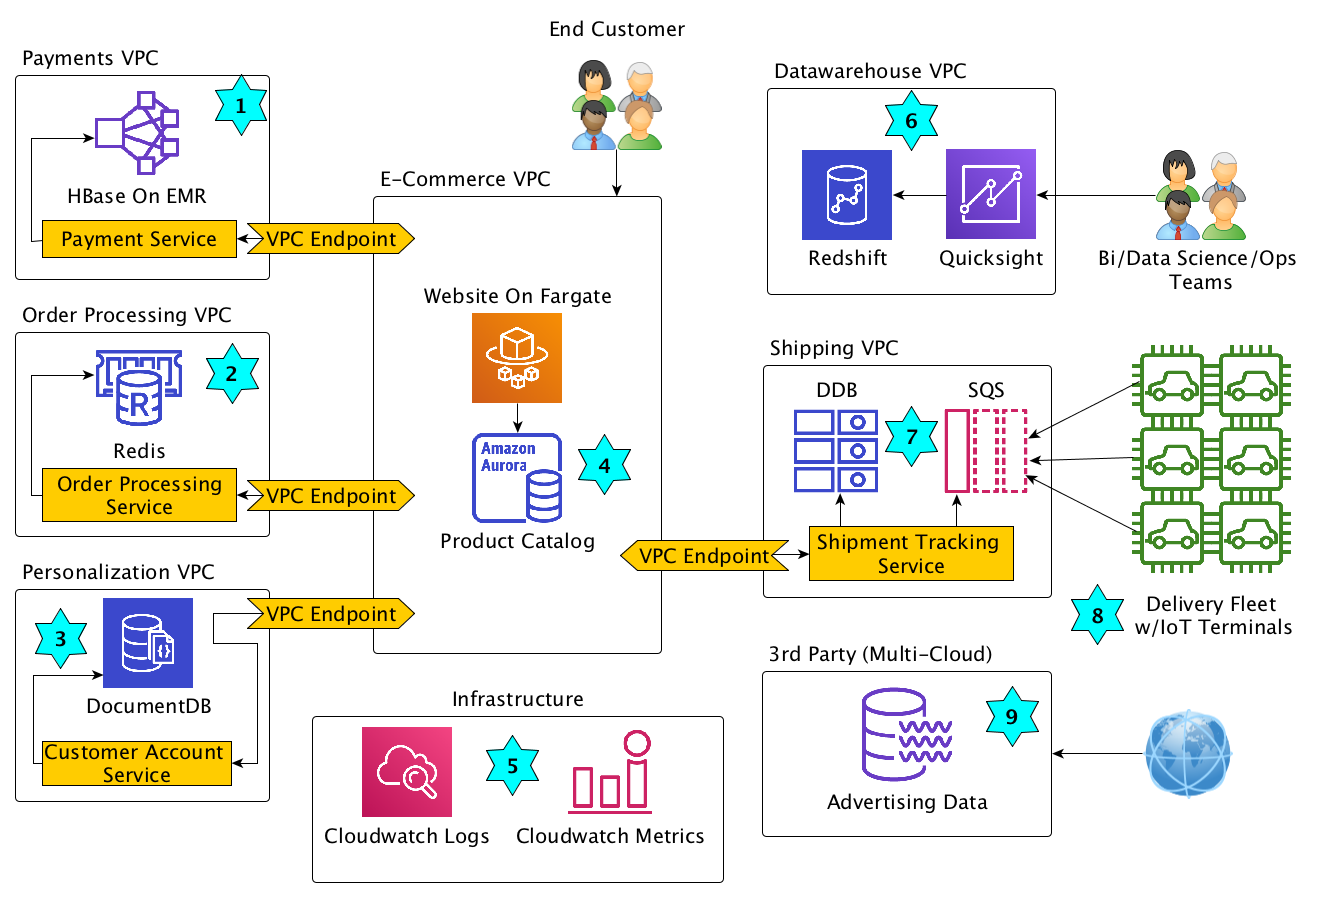 End Customer
Payments VPC
1
HBase On EMR
Payment Service
VPC Endpoint
Order Processing VPC
2
R
Redis
Order Processing
Service
VPC Endpoint
Personalization VPC
3
{}
DocumentDB
Customer Account
Service
VPC Endpoint
E-Commerce VPC
Website On Fargate
Amazon
Aurora
4
Product Catalog
VPC Endpoint
Infrastructure
5
Cloudwatch Logs
Cloudwatch Metrics
Datawarehouse VPC
6
Redshift
Quicksight
Bi/Data Science/Ops
Teams
Shipping VPC
DDB
SQS
7
Shipment Tracking
Service
8
Delivery Fleet
w/IoT Terminals
3rd Party (Multi-Cloud)
9
Advertising Data